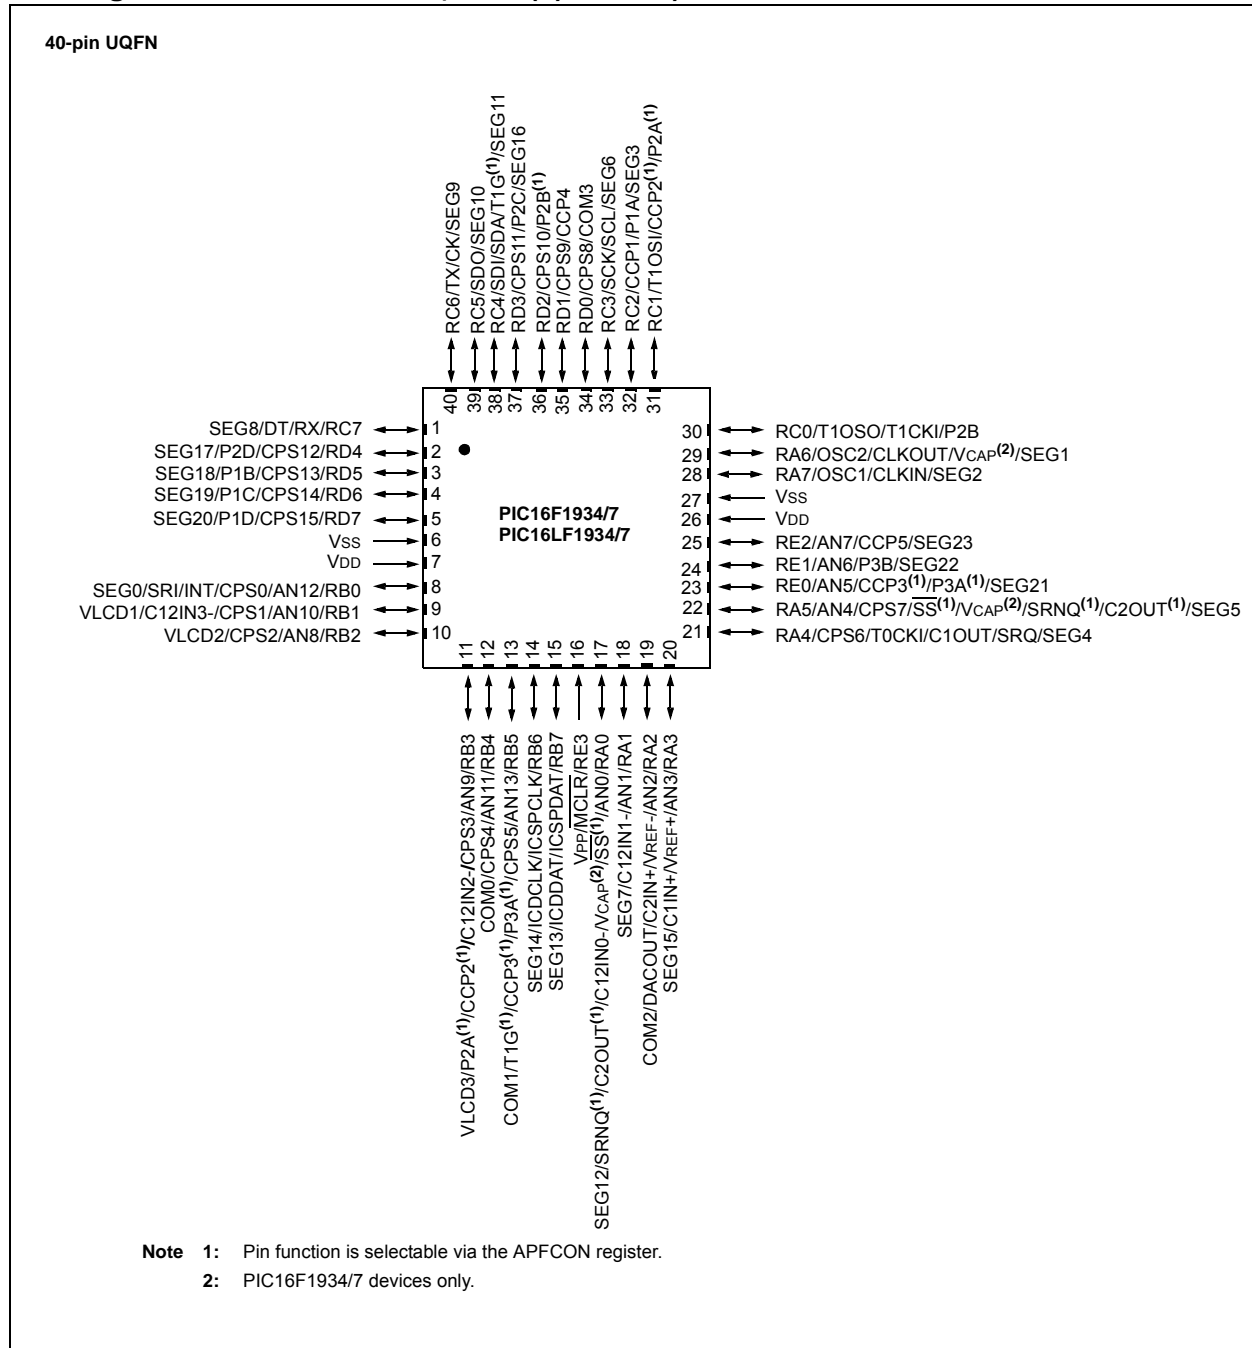 40-pin UQFN
RC6/TX/CK/SEG9
RC5/SDO/SEG10
RC4/SDI/SDA/T1G(1)/SEG11
RD3/CPS11/P2C/SEG16
RD2/CPS10/P2B(1)
RD1/CPS9/CCP4
RD0/CPS8/COM3
RC3/SCK/SCL/SEG6
RC2/CCP1/P1A/SEG3
RC1/T1OSI/CCP2(1)/P2A(1)
40
39
38
37
36
35
34
33
32
31
SEG8/DT/RX/RC7 1
SEG17/P2D/CPS12/RD4 2
SEG18/P1B/CPS13/RD5 3
SEG19/P1C/CPS14/RD6 4
SEG20/P1D/CPS15/RD7 5
VSS 6
VDD 7
SEG0/SRI/INT/CPS0/AN12/RB0 8
VLCD1/C12IN3-/CPS1/AN10/RB1 9
VLCD2/CPS2/AN8/RB2 10
PIC16F1934/7
PIC16LF1934/7
30 RC0/T1OSO/T1CKI/P2B
29 RA6/OSC2/CLKOUT/VCAP(2)/SEG1
28 RA7/OSC1/CLKIN/SEG2
27 VSS
26 VDD
25 RE2/AN7/CCP5/SEG23
24 RE1/AN6/P3B/SEG22
23 RE0/AN5/CCP3(1)/P3A(1)/SEG21
22 RA5/AN4/CPS7/SS(1)/VCAP(2)/SRNQ(1)/C2OUT(1)/SEG5
21 RA4/CPS6/T0CKI/C1OUT/SRQ/SEG4
11
12
13
14
15
16
17
18
19
20
VLCD3/P2A(1)/CCP2(1)/C12IN2-/CPS3/AN9/RB3
COM0/CPS4/AN11/RB4
COM1/T1G(1)/CCP3(1)/P3A(1)/CPS5/AN13/RB5
SEG14/ICDCLK/ICSPCLK/RB6
SEG13/ICDDAT/ICSPDAT/RB7
VPP/MCLR/RE3
SEG12/SRNQ(1)/C2OUT(1)/C12IN0-/VCAP(2)/SS(1)/AN0/RA0
SEG7/C12IN1-/AN1/RA1
COM2/DACOUT/C2IN+/VREF-/AN2/RA2
SEG15/C1IN+/VREF+/AN3/RA3
Note 1: Pin function is selectable via the APFCON register.
2: PIC16F1934/7 devices only.